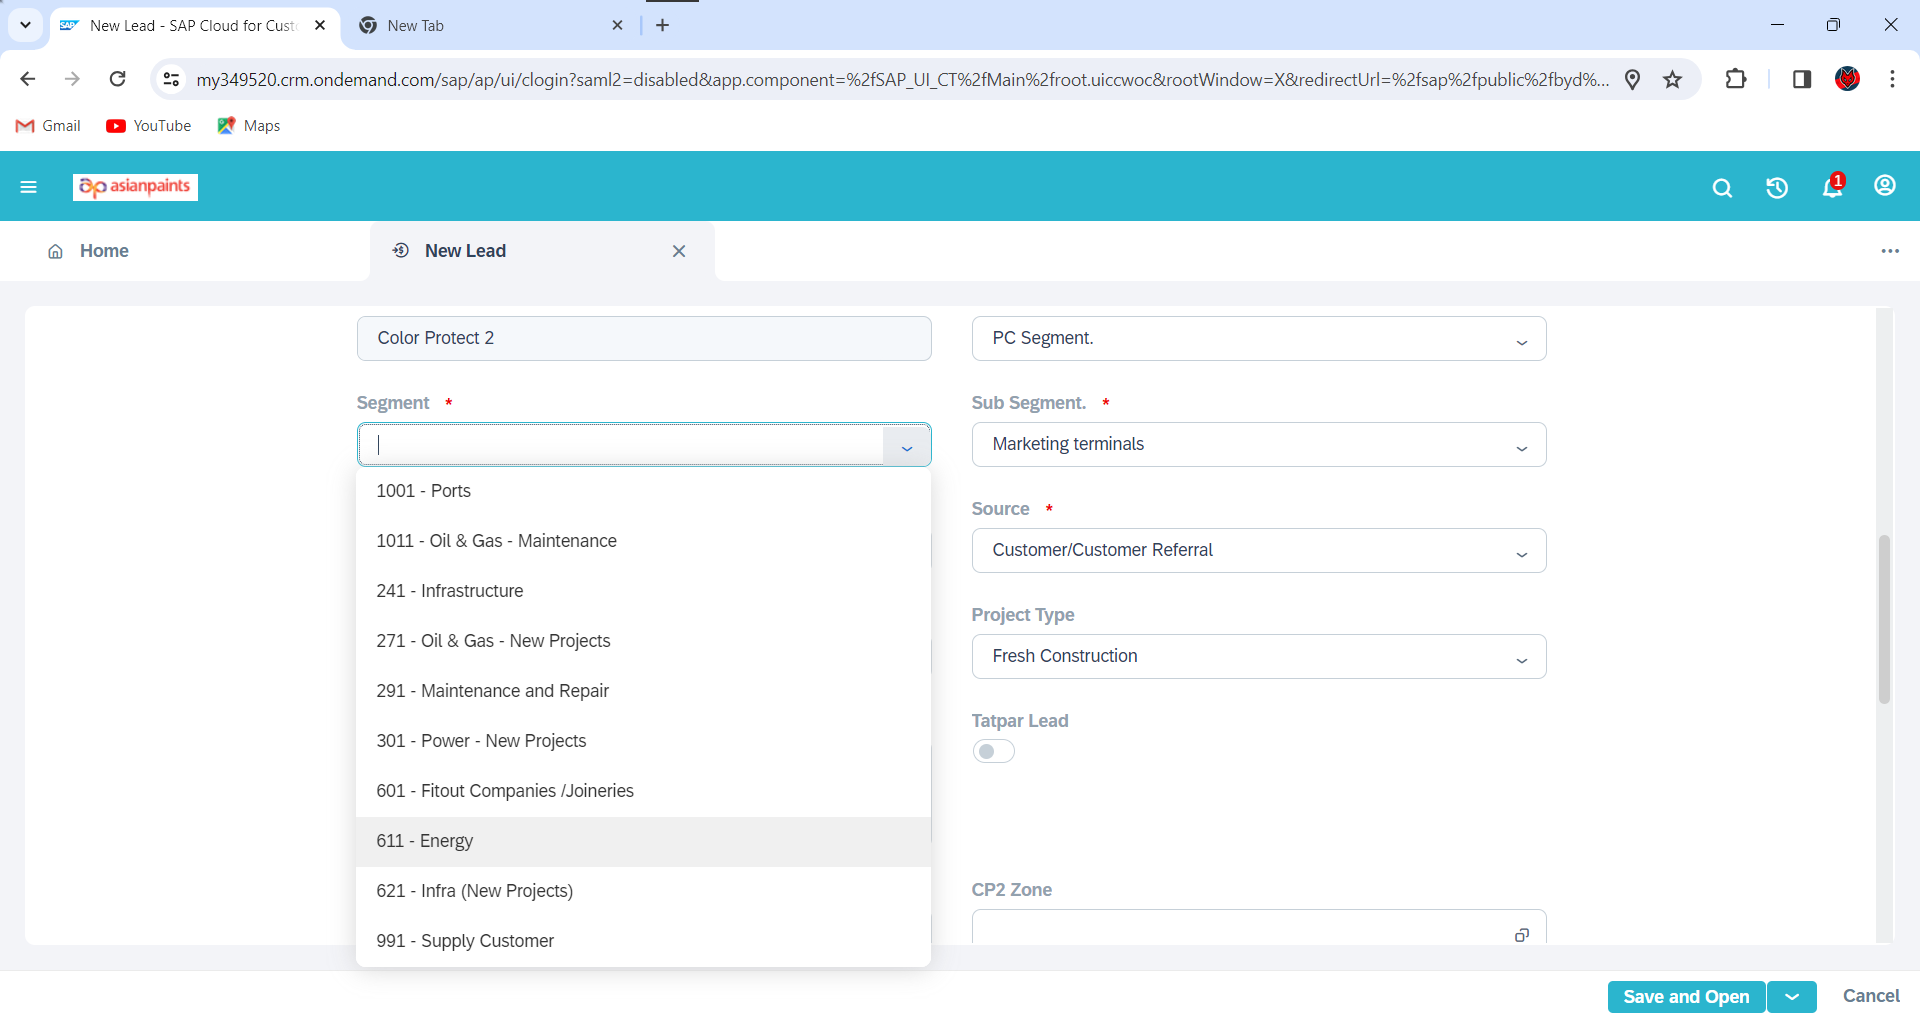 New Lead - SAP Cloud for Cust
New Tab
my349520.crm.ondemand.com/sap/ap/ui/clogin?saml2=disabled&app.component=%2fSAP_UI_CT%2fMain%2froot.uiccwoc&rootWindow=X&redirectUrl=%2fsap%2fpublic%2fbyd%...
Gmail
YouTube
Maps
asianpaints
1
Home
New Lead
Color Protect 2
PC Segment.
Segment *
Sub Segment. *
Marketing terminals
1001 - Ports
Source *
1011 - Oil & Gas - Maintenance
Customer/Customer Referral
241 - Infrastructure
Project Type
271 - Oil & Gas - New Projects
Fresh Construction
291 - Maintenance and Repair
Tatpar Lead
301 - Power - New Projects
601 - Fitout Companies /Joineries
611 - Energy
621 - Infra (New Projects)
CP2 Zone
991 - Supply Customer
Save and Open
Cancel